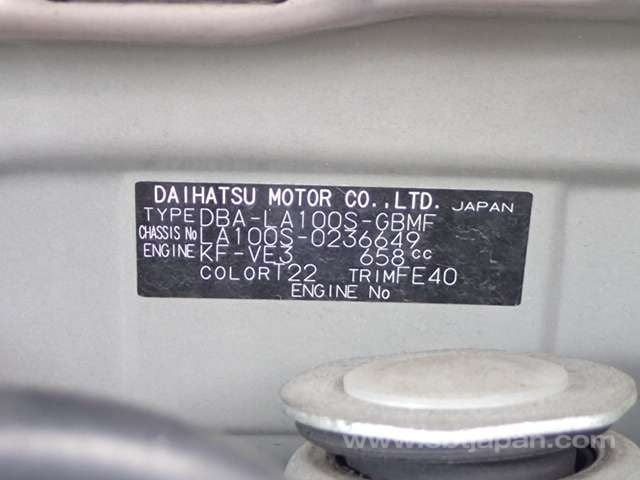 DAIHATSU MOTOR CO.,LTD. JAPAN
TYPE DBA-LA100S-GBMF
CHASSIS No LA100S-0236649
ENGINE KF-VE3 658 cc
COLOR T22 TRIM FE40
ENGINE No
www.sbtjapan.com